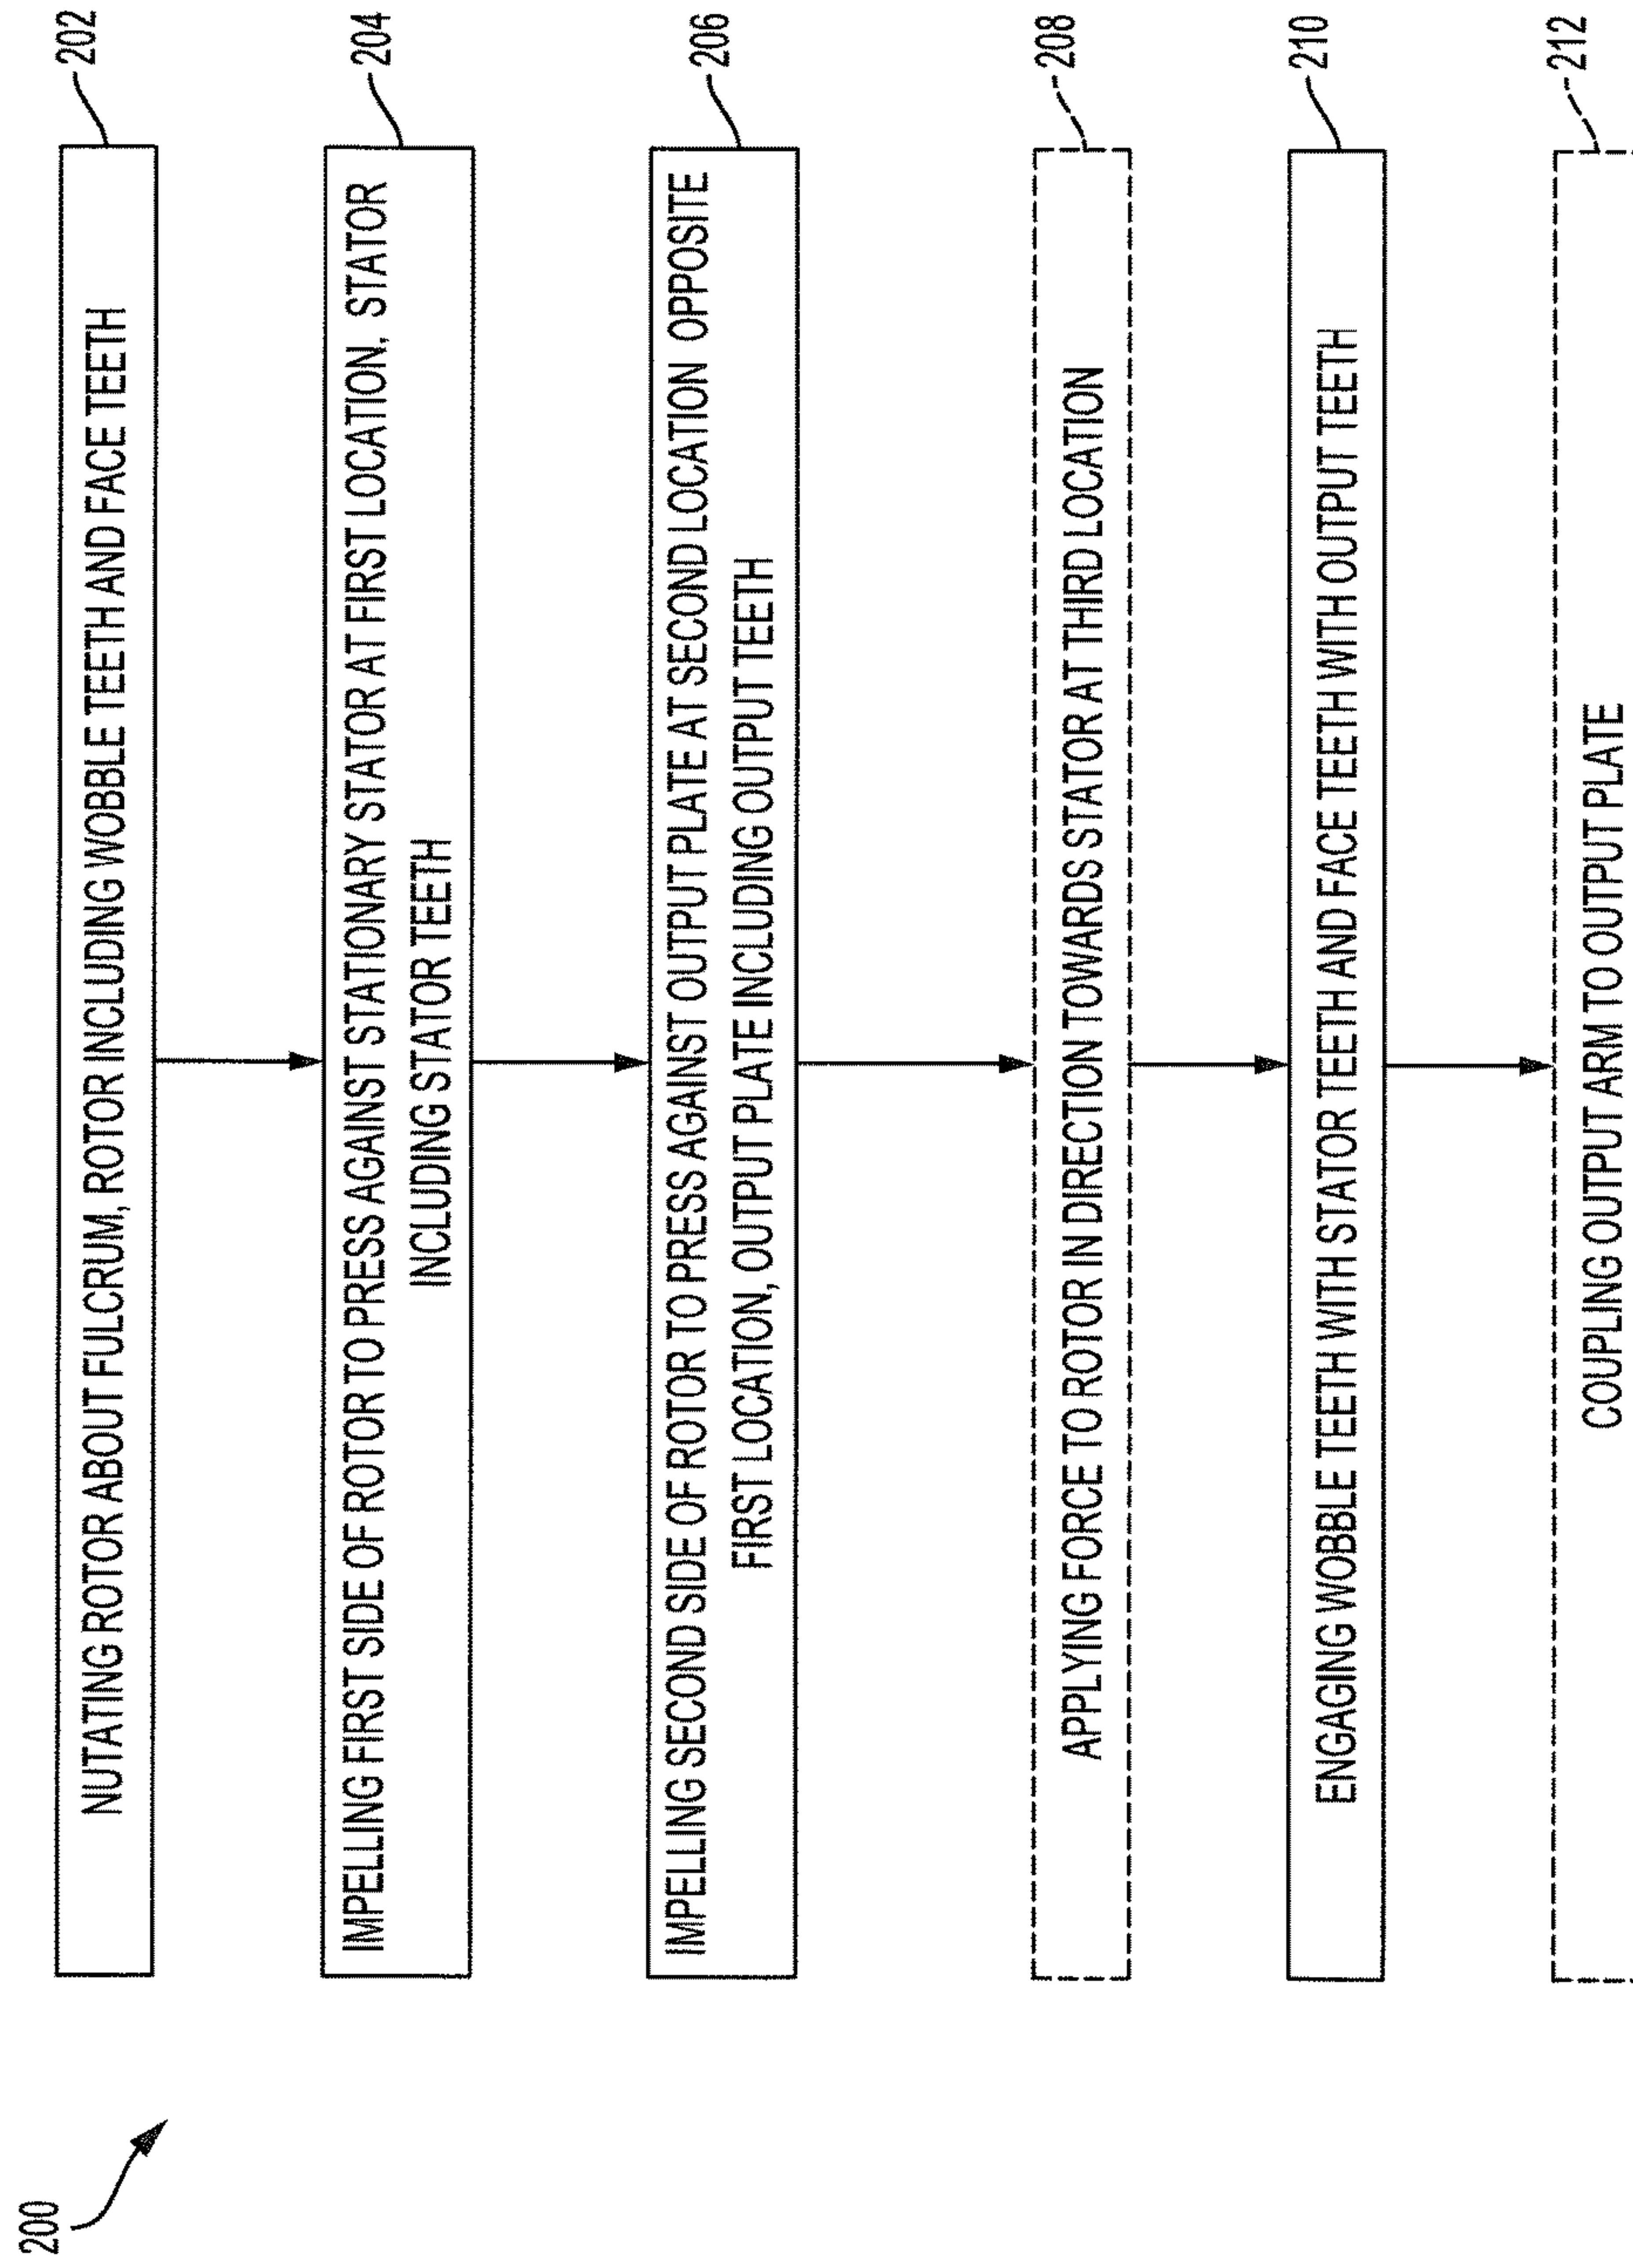 200
202
NUTATING ROTOR ABOUT FULCRUM, ROTOR INCLUDING WOBBLE TEETH AND FACE TEETH
204
IMPELLING FIRST SIDE OF ROTOR TO PRESS AGAINST STATIONARY STATOR AT FIRST LOCATION, STATOR
INCLUDING STATOR TEETH
206
IMPELLING SECOND SIDE OF ROTOR TO PRESS AGAINST OUTPUT PLATE AT SECOND LOCATION OPPOSITE
FIRST LOCATION, OUTPUT PLATE INCLUDING OUTPUT TEETH
208
APPLYING FORCE TO ROTOR IN DIRECTION TOWARDS STATOR AT THIRD LOCATION
210
ENGAGING WOBBLE TEETH WITH STATOR TEETH AND FACE TEETH WITH OUTPUT TEETH
212
COUPLING OUTPUT ARM TO OUTPUT PLATE